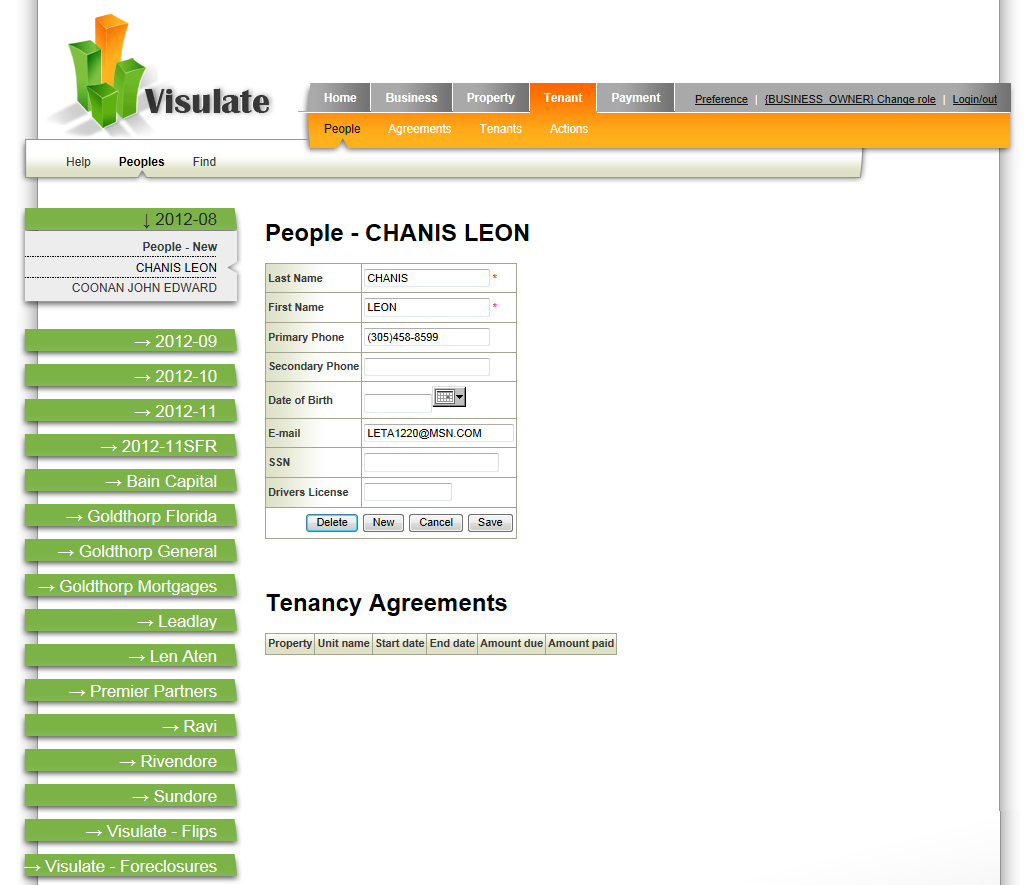 Visulate
Home Business Property Tenant Payment Preference | {BUSINESS_OWNER} Change role | Login/out
People Agreements Tenants Actions
Help Peoples Find
↓ 2012-08
People - New
CHANIS LEON
COONAN JOHN EDWARD
→ 2012-09
→ 2012-10
→ 2012-11
→ 2012-11SFR
→ Bain Capital
→ Goldthorp Florida
→ Goldthorp General
→ Goldthorp Mortgages
→ Leadlay
→ Len Aten
→ Premier Partners
→ Ravi
→ Rivendore
→ Sundore
→ Visulate - Flips
→ Visulate - Foreclosures
People - CHANIS LEON
Last Name CHANIS *
First Name LEON *
Primary Phone (305)458-8599
Secondary Phone
Date of Birth
E-mail LETA1220@MSN.COM
SSN
Drivers License
Delete New Cancel Save
Tenancy Agreements
Property Unit name Start date End date Amount due Amount paid